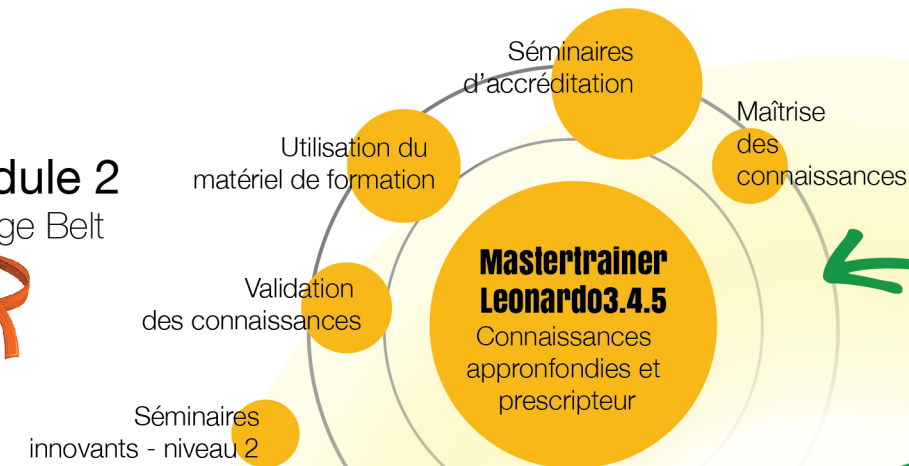 Séminaires
d'accréditation
Maîtrise
des
connaissances
Utilisation du
matériel de formation
dule 2
ge Belt
Mastertrainer
Leonardo3.4.5
Connaissances
appronfondies et
prescripteur
Validation
des connaissances
Séminaires
innovants - niveau 2